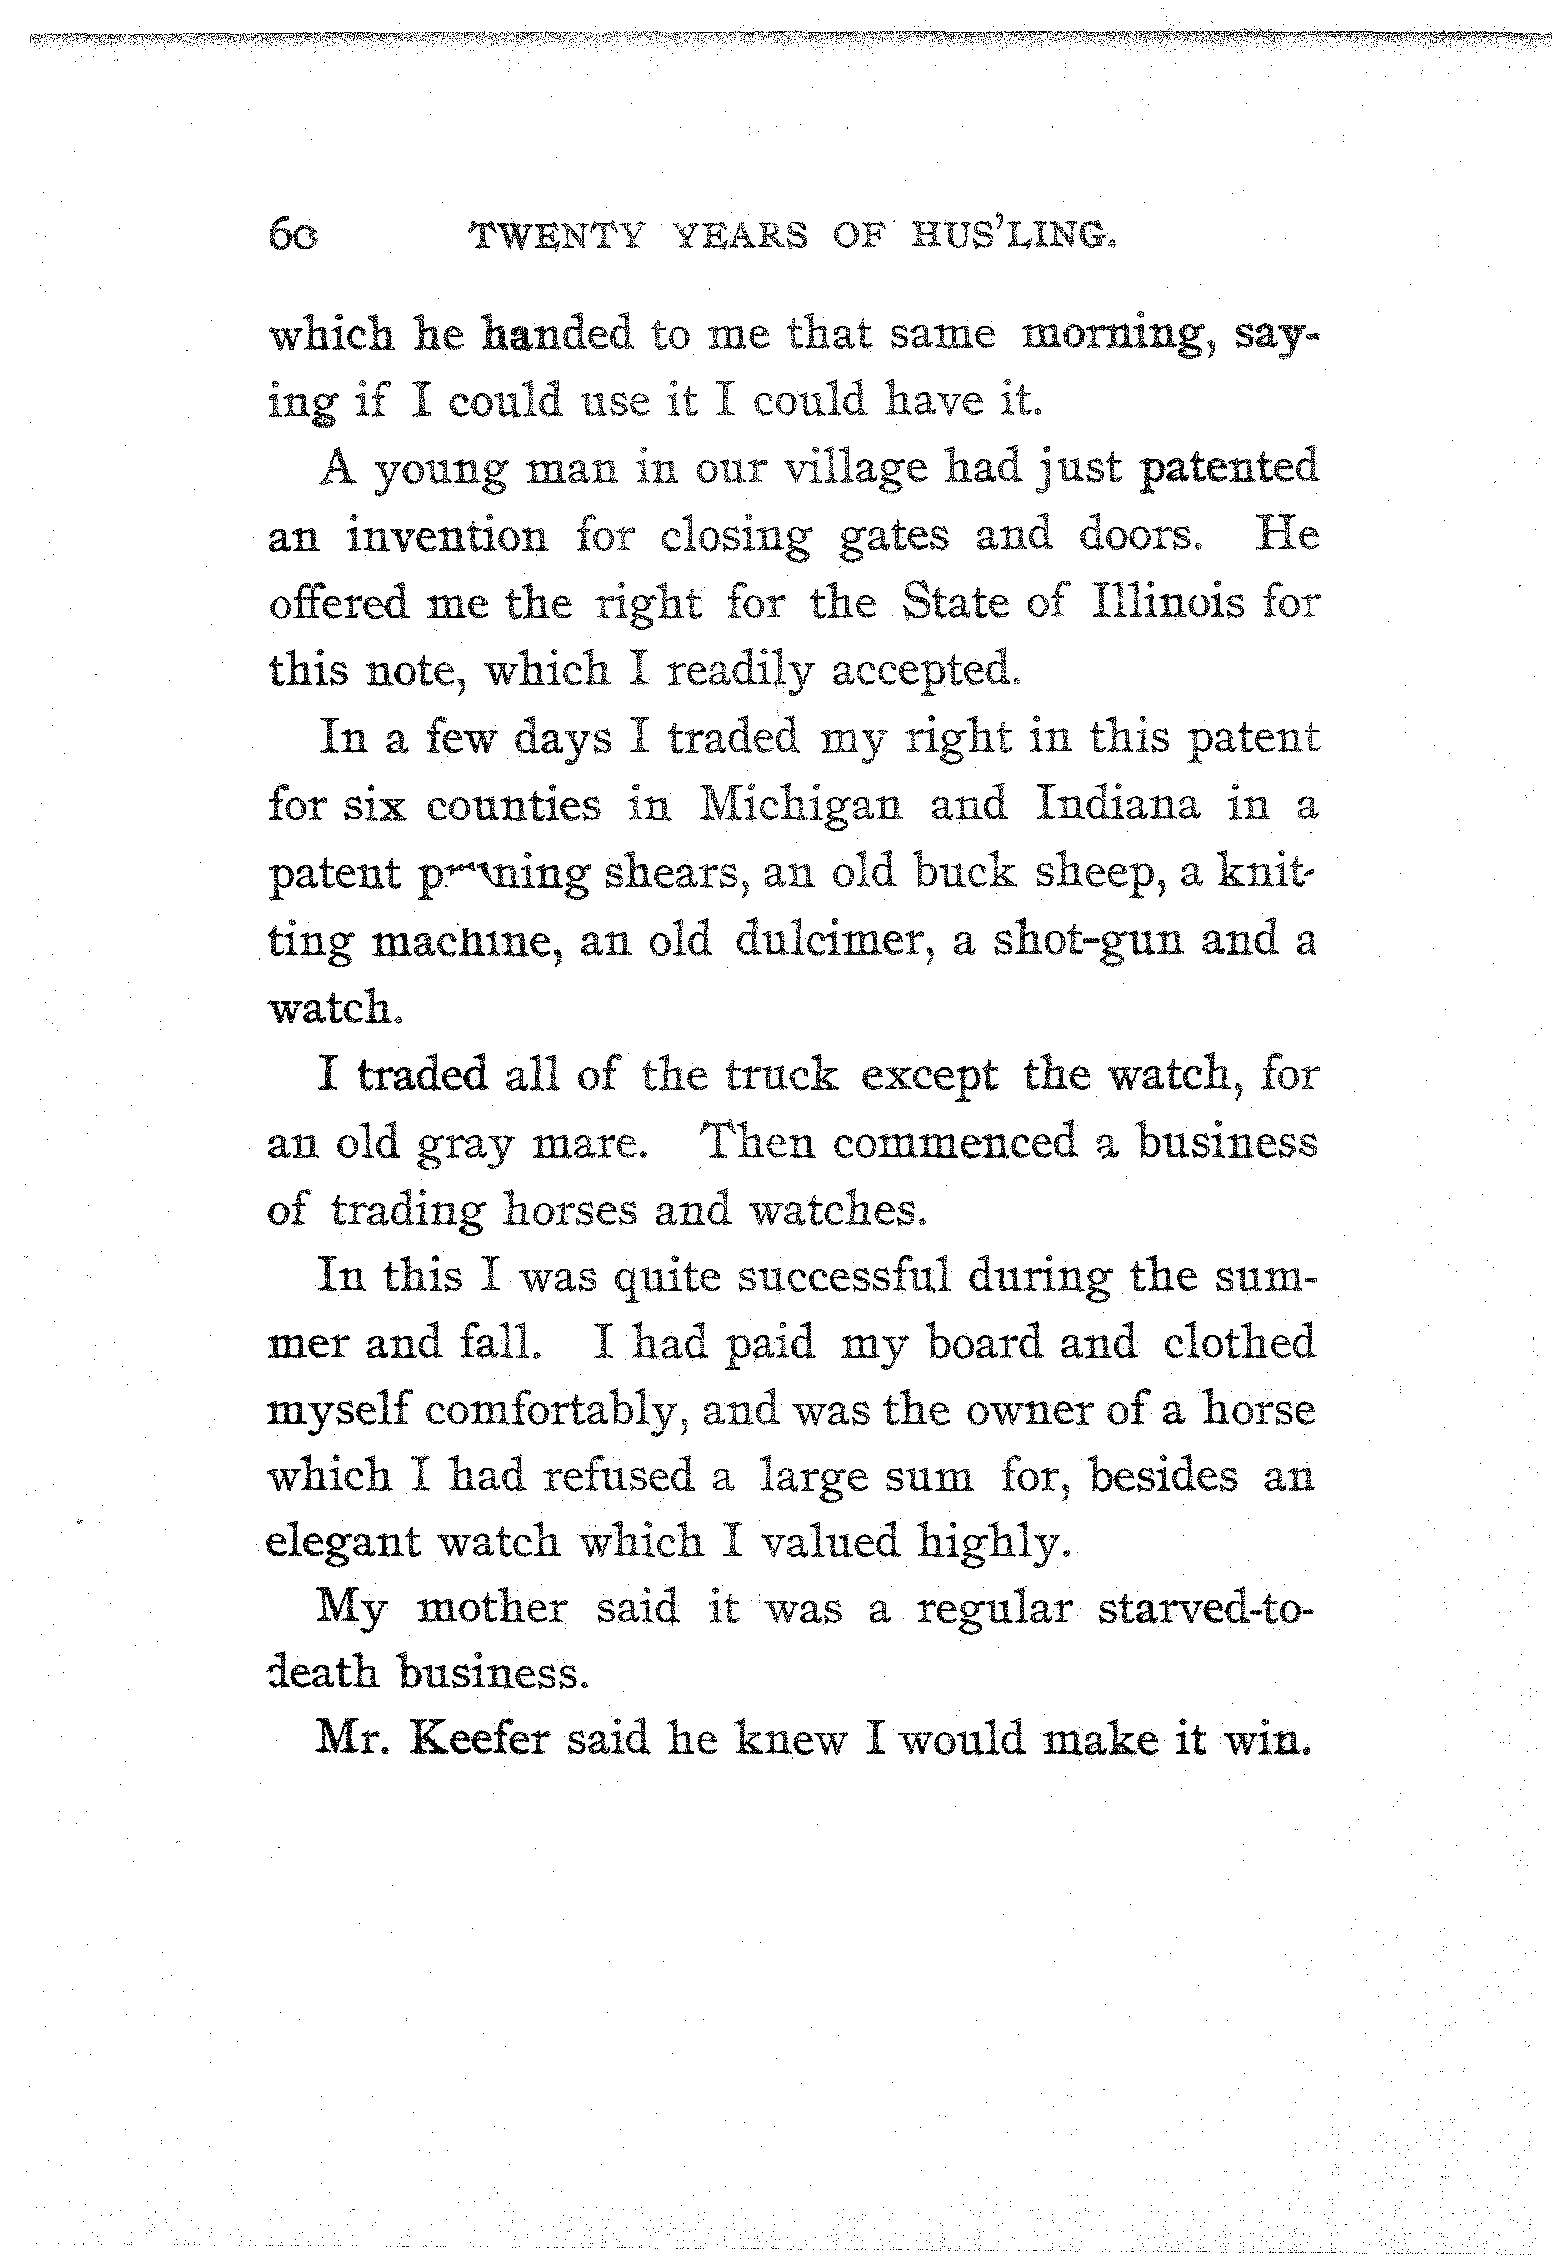 60 TWENTY YEARS OF HUS'LING.
which he handed to me that same morning, say-
ing if I could use it I could have it.
A young man in our village had just patented
an invention for closing gates and doors. He
offered me the right for the State of Illinois for
this note, which I readily accepted.
In a few days I traded my right in this patent
for six counties in Michigan and Indiana in a
patent pruning shears, an old buck sheep, a knit-
ting machine, an old dulcimer, a shot-gun and a
watch.
I traded all of the truck except the watch, for
an old gray mare. Then commenced a business
of trading horses and watches.
In this I was quite successful during the sum-
mer and fall. I had paid my board and clothed
myself comfortably, and was the owner of a horse
which I had refused a large sum for, besides an
elegant watch which I valued highly.
My mother said it was a regular starved-to-
death business.
Mr. Keefer said he knew I would make it win.